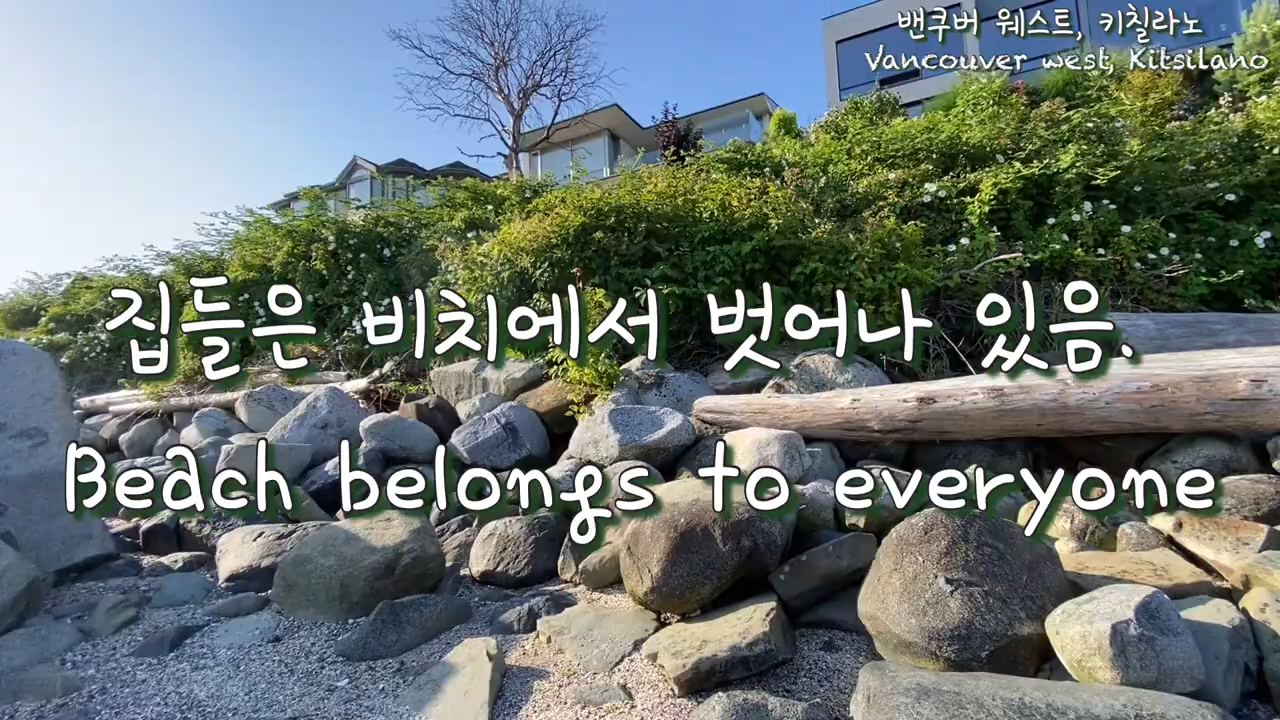 밴쿠버 웨스트, 키칠라노
Vancouver west, Kitsilano
집들은 비치에서 벗어나 있음.
Beach belongs to everyone